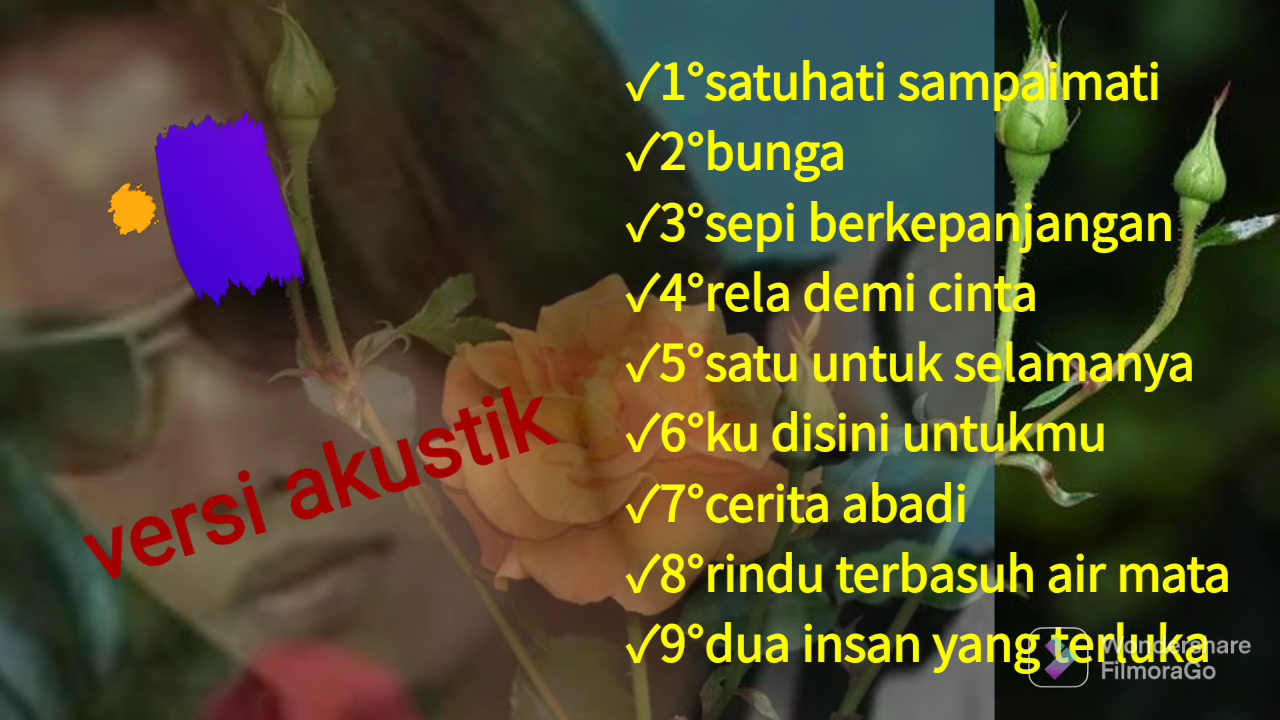 ✓1°satuhati sampaimati
✓2°bunga
✓3°sepi berkepanjangan
✓4°rela demi cinta
✓5°satu untuk selamanya
✓6°ku disini untukmu
✓7°cerita abadi
✓8°rindu terbasuh air mata
✓9°dua insan yang terluka
versi akustik
Wondershare
FilmoraGo